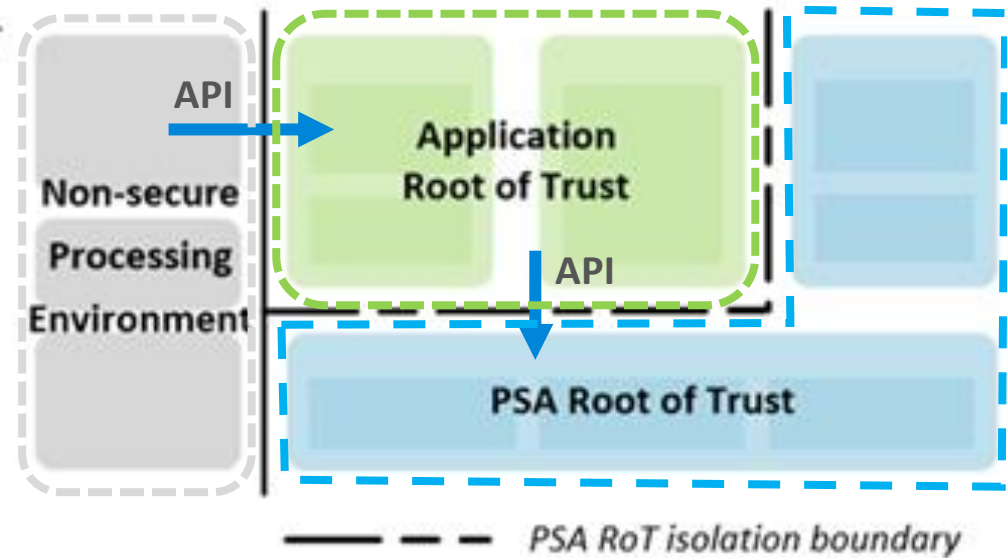 API
Non-secure
Processing
Environment
Application
Root of Trust
API
PSA Root of Trust
PSA RoT isolation boundary